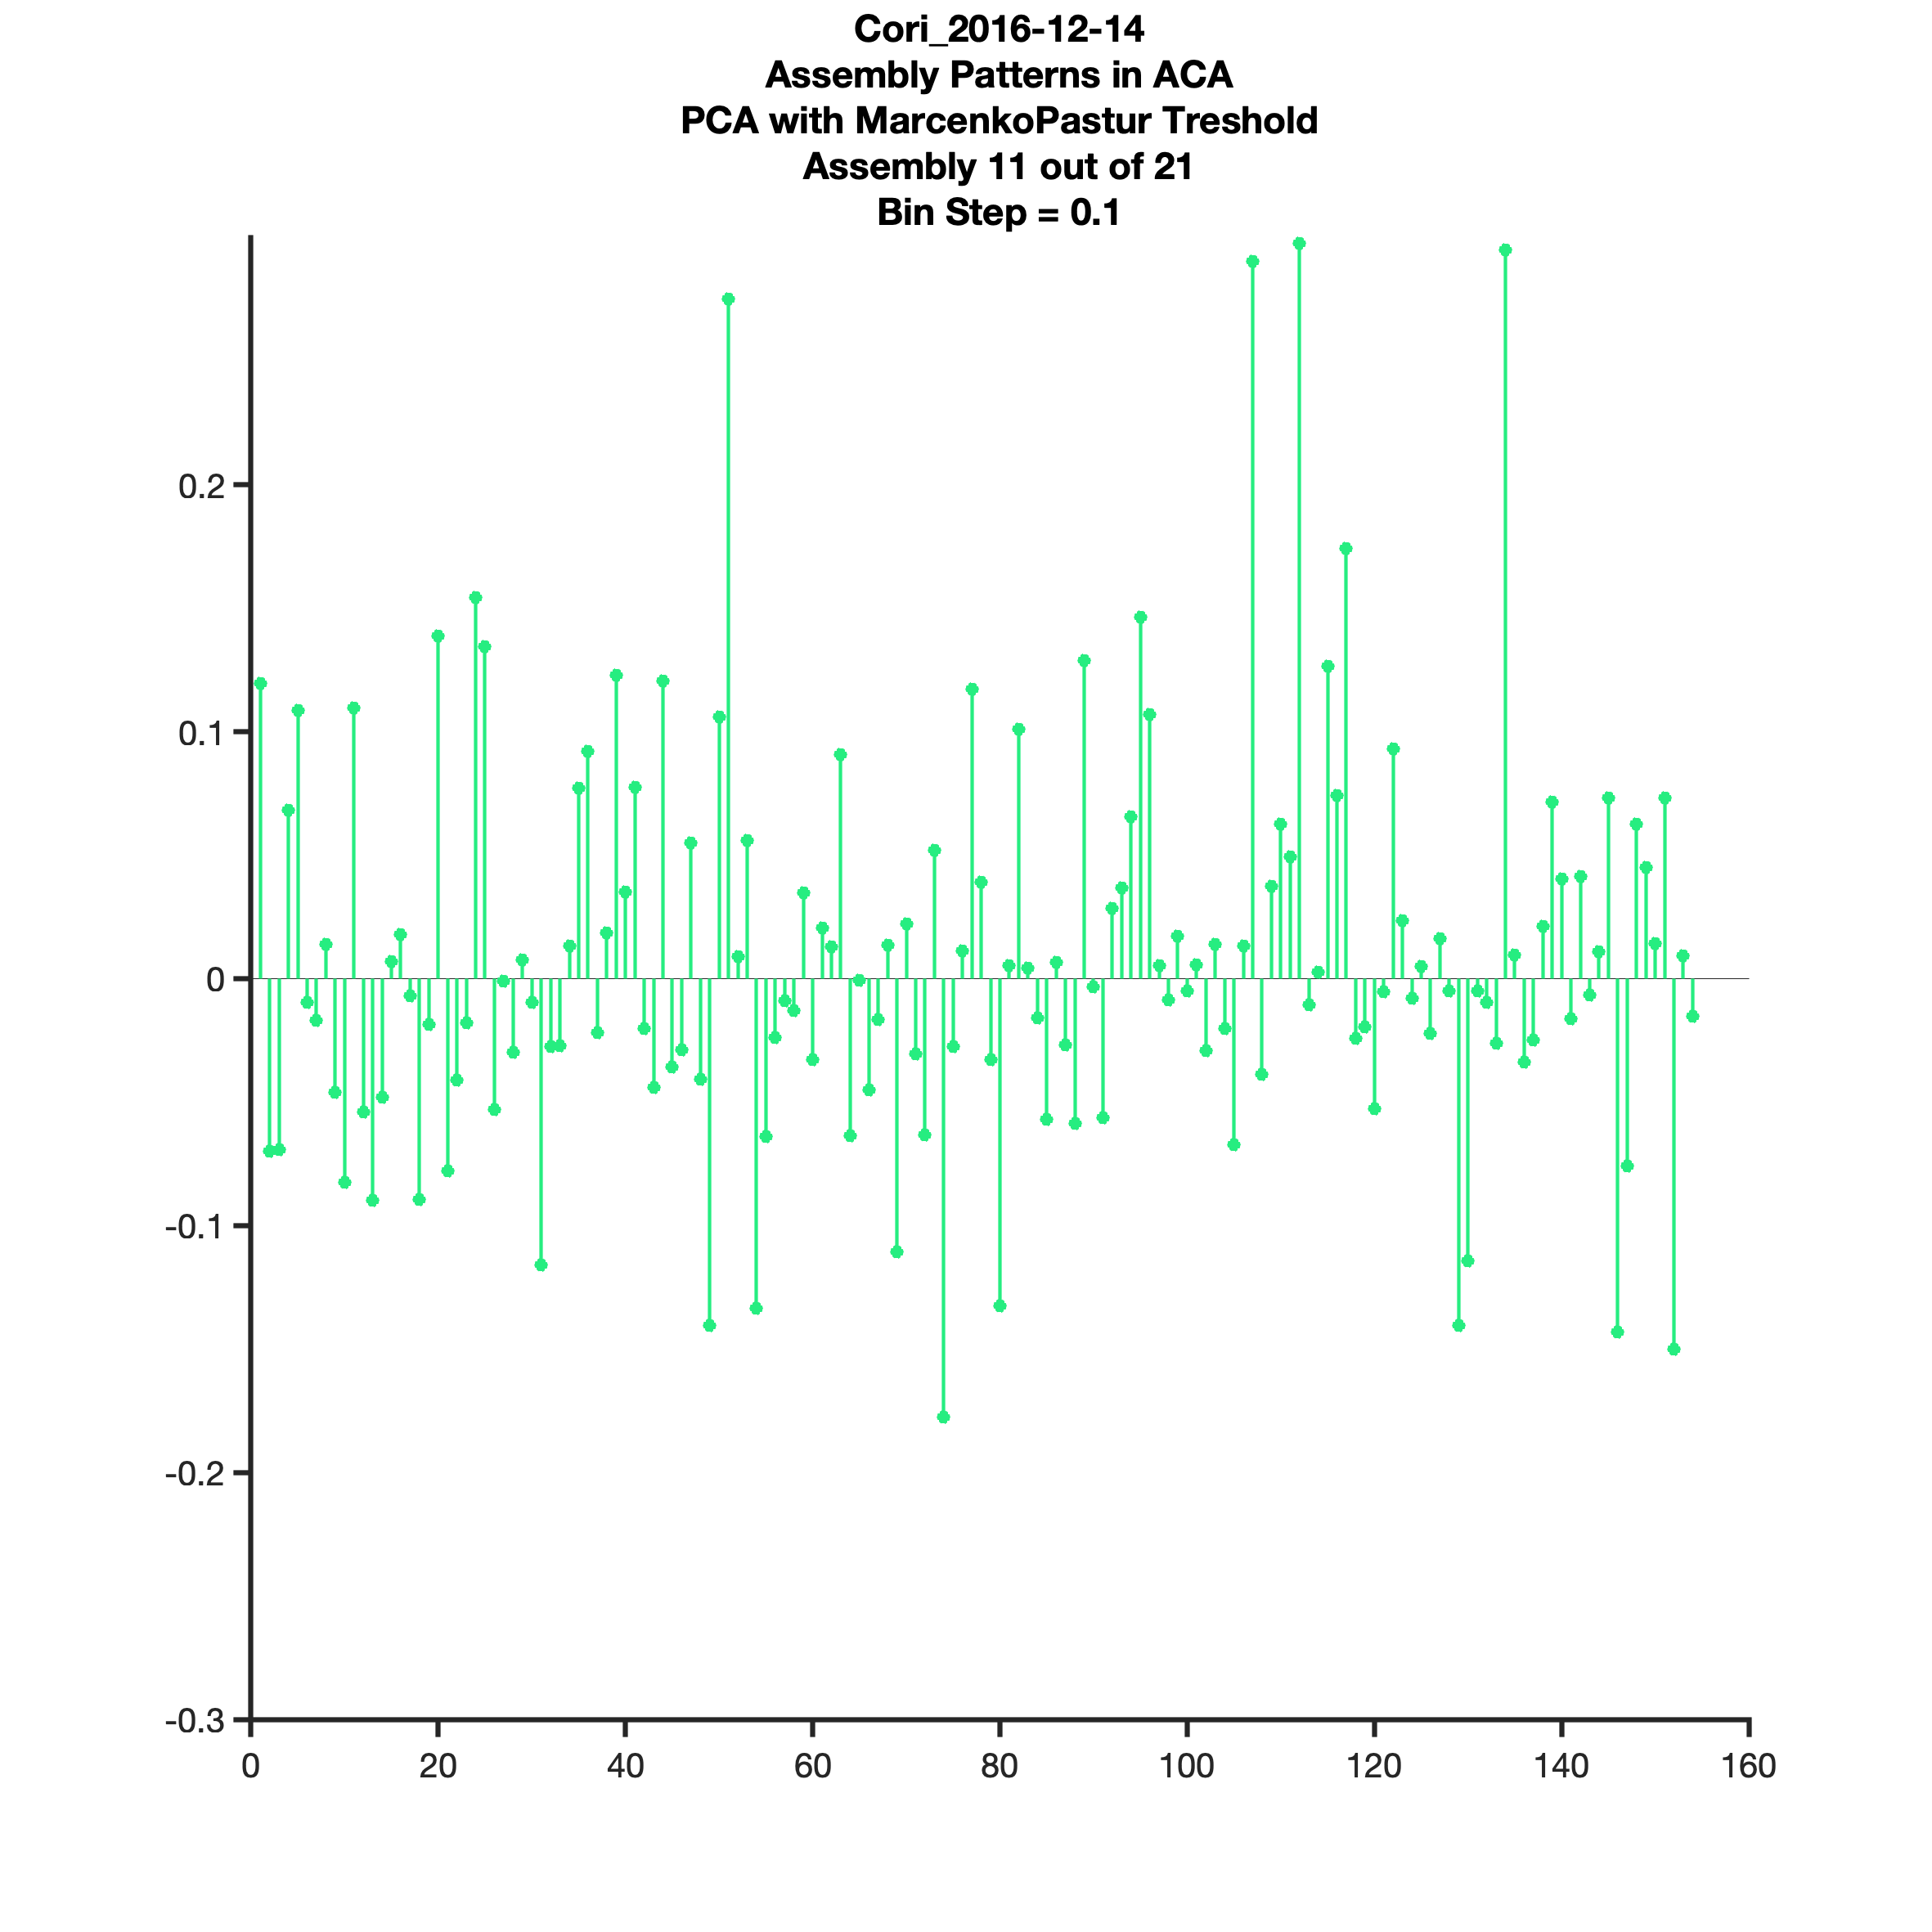 Cori_2016-12-14
Assembly Patterns in ACA
PCA with MarcenkoPastur Treshold
Assembly 11 out of 21
Bin Step = 0.1
0.2
0.1
0
-0.1
-0.2
-0.3
0 20 40 60 80 100 120 140 160